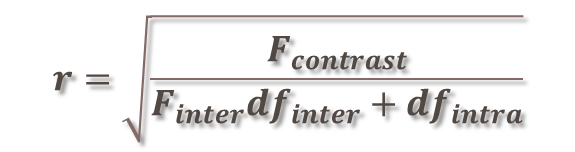 r = √(F_contrast / (F_inter df_inter + df_intra))